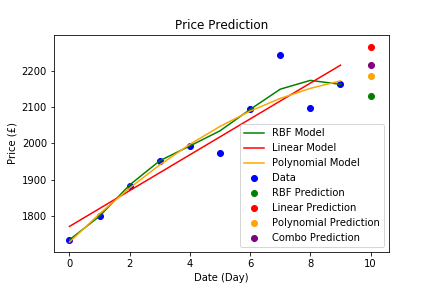 Price Prediction
Price (£)
2200
2100
2000
1900
1800
RBF Model
Linear Model
Polynomial Model
Data
RBF Prediction
Linear Prediction
Polynomial Prediction
Combo Prediction
0 2 4 6 8 10
Date (Day)